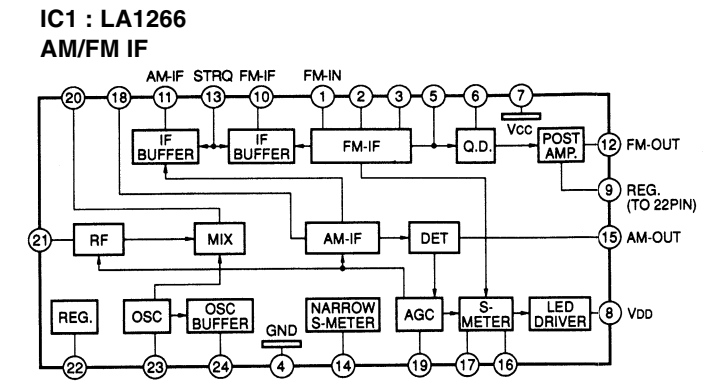 IC1 : LA1266
AM/FM IF
AM-IF STRQ FM-IF FM-IN
20 18 11 13 10 1 2 3 5 6 7
VCC
IF BUFFER
IF BUFFER
FM-IF
Q.D.
POST AMP.
12 FM-OUT
9 REG.
(TO 22PIN)
21
RF
MIX
AM-IF
DET
15 AM-OUT
REG.
OSC
OSC BUFFER
GND
NARROW S-METER
AGC
S-METER
LED DRIVER
8 VDD
22 23 24 4 14 19 17 16